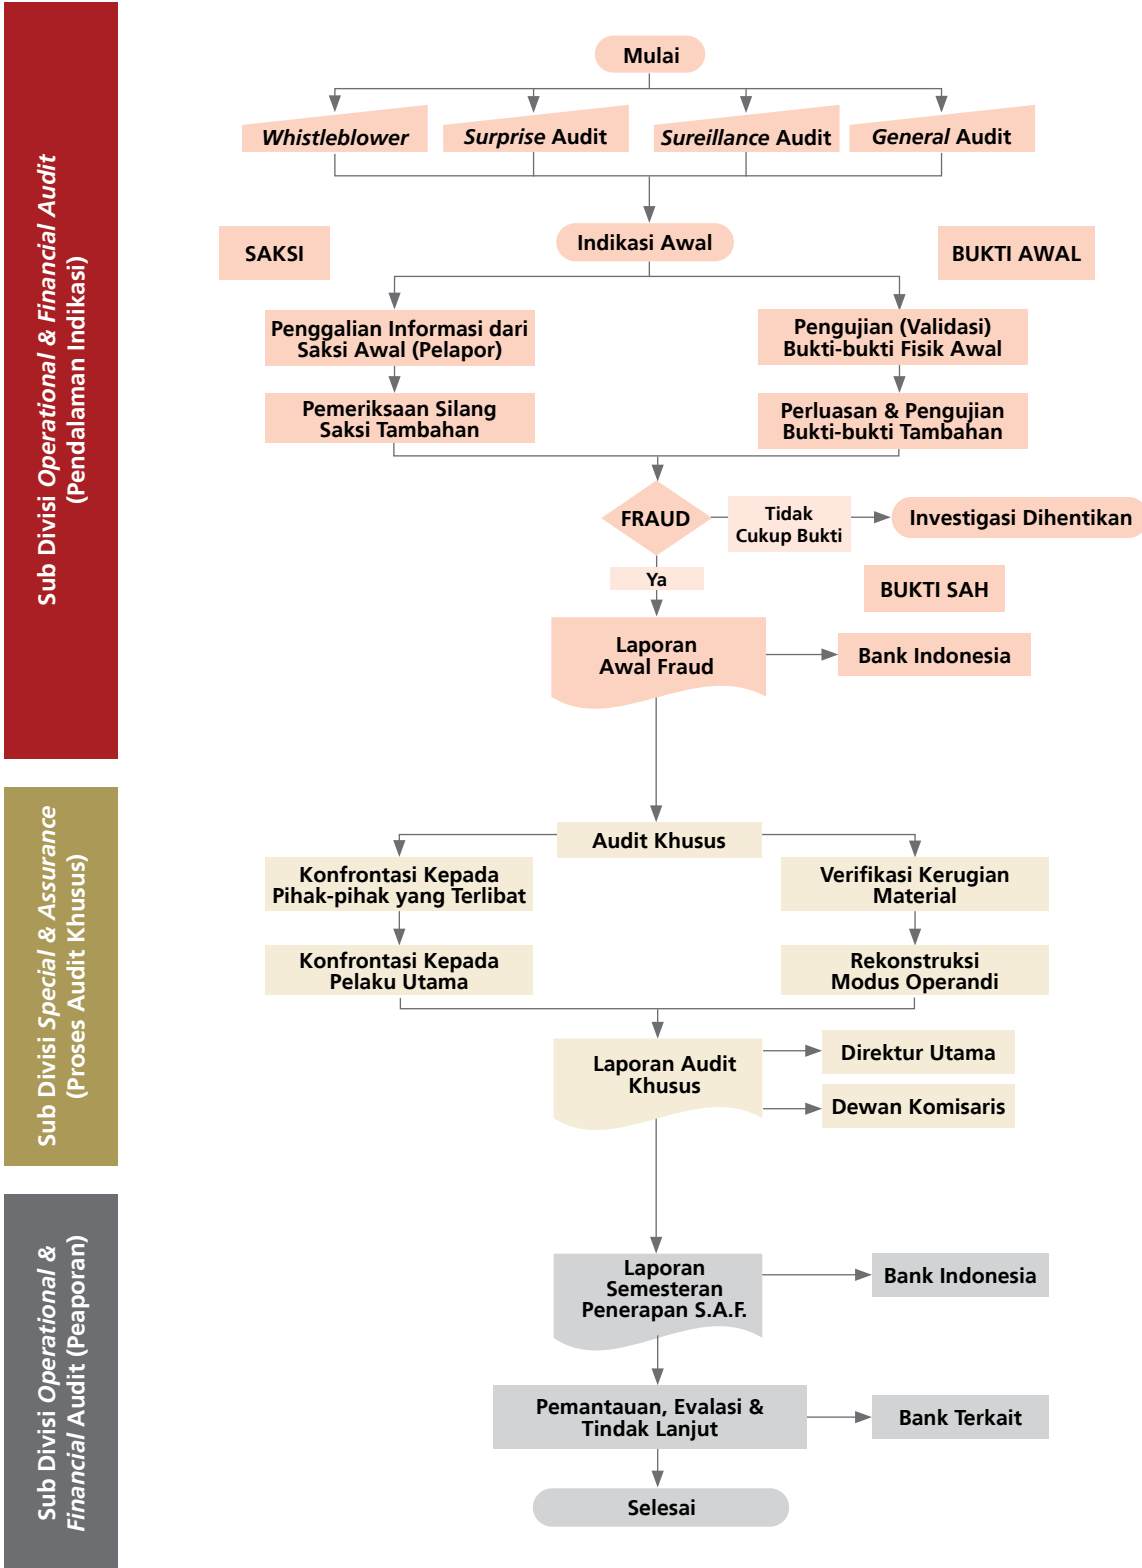 Sub Divisi Operational & Financial Audit
(Pendalaman Indikasi)
Mulai
Whistleblower
Surprise Audit
Sureillance Audit
General Audit
SAKSI
Indikasi Awal
BUKTI AWAL
Penggalian Informasi dari
Saksi Awal (Pelapor)
Pengujian (Validasi)
Bukti-bukti Fisik Awal
Pemeriksaan Silang
Saksi Tambahan
Perluasan & Pengujian
Bukti-bukti Tambahan
FRAUD
Tidak
Cukup Bukti
Investigasi Dihentikan
Ya
BUKTI SAH
Laporan
Awal Fraud
Bank Indonesia
Sub Divisi Special & Assurance
(Proses Audit Khusus)
Audit Khusus
Konfrontasi Kepada
Pihak-pihak yang Terlibat
Verifikasi Kerugian
Material
Konfrontasi Kepada
Pelaku Utama
Rekonstruksi
Modus Operandi
Laporan Audit
Khusus
Direktur Utama
Dewan Komisaris
Sub Divisi Operational &
Financial Audit (Peaporan)
Laporan
Semesteran
Penerapan S.A.F.
Bank Indonesia
Pemantauan, Evalasi &
Tindak Lanjut
Bank Terkait
Selesai